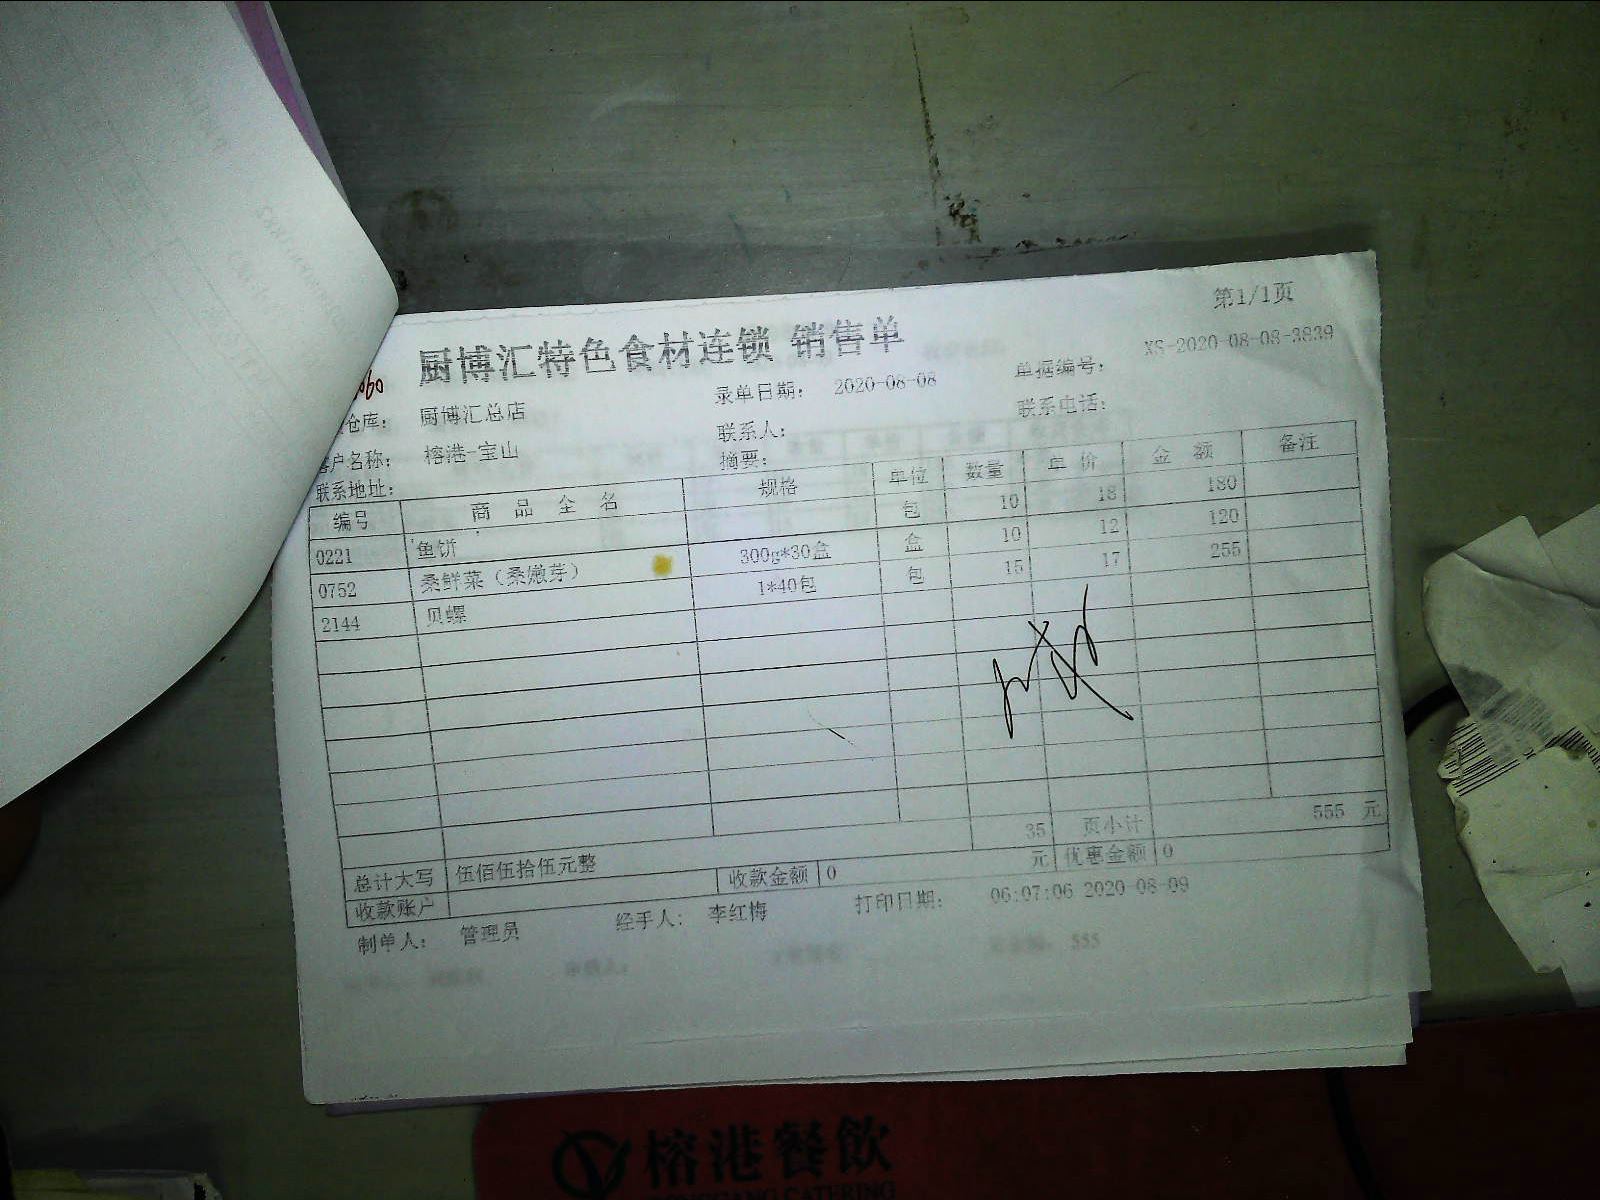 第1/1页
厨博汇特色食材连锁 销售单
仓库: 厨博汇总店 录单日期: 2020-08-08 单据编号: XS-2020-08-08-3839
客户名称: 榕港-宝山 联系人: 联系电话:
联系地址: 摘要:
编号 商品全名 规格 单位 数量 单价 金额 备注
0221 鱼饼 包 10 18 180
0752 桑鲜菜（桑嫩芽） 300g*30盒 盒 10 12 120
2144 贝螺 1*40包 包 15 17 255
35 页小计 555 元
总计大写 伍佰伍拾伍元整 收款金额 0 元 优惠金额 0
收款账户
制单人: 管理员 经手人: 李红梅 打印日期: 06:07:06 2020-08-09
555
榕港餐飲